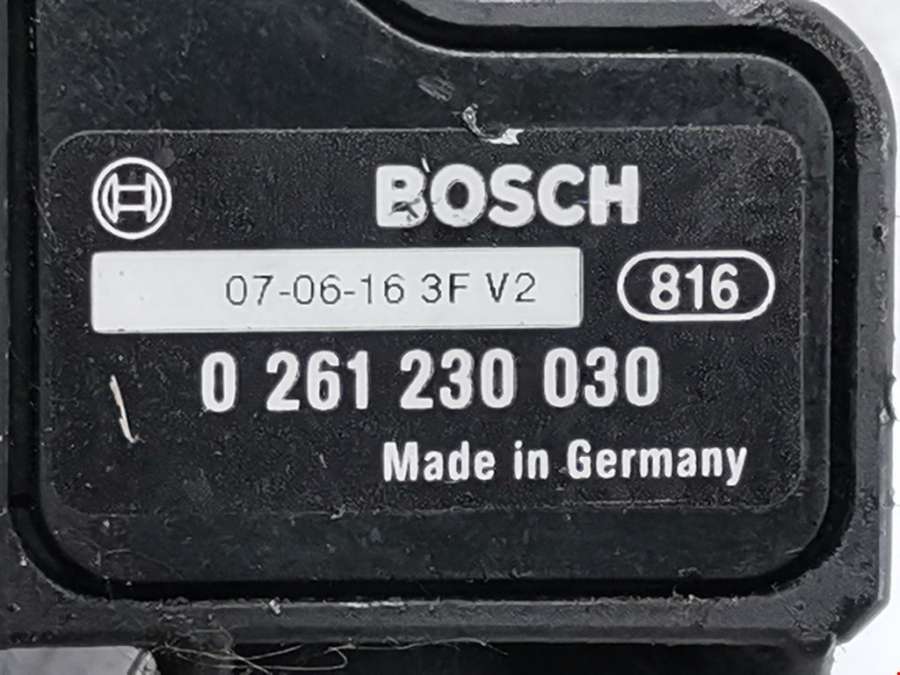 BOSCH
07-06-16 3F V2
816
0 261 230 030
Made in Germany